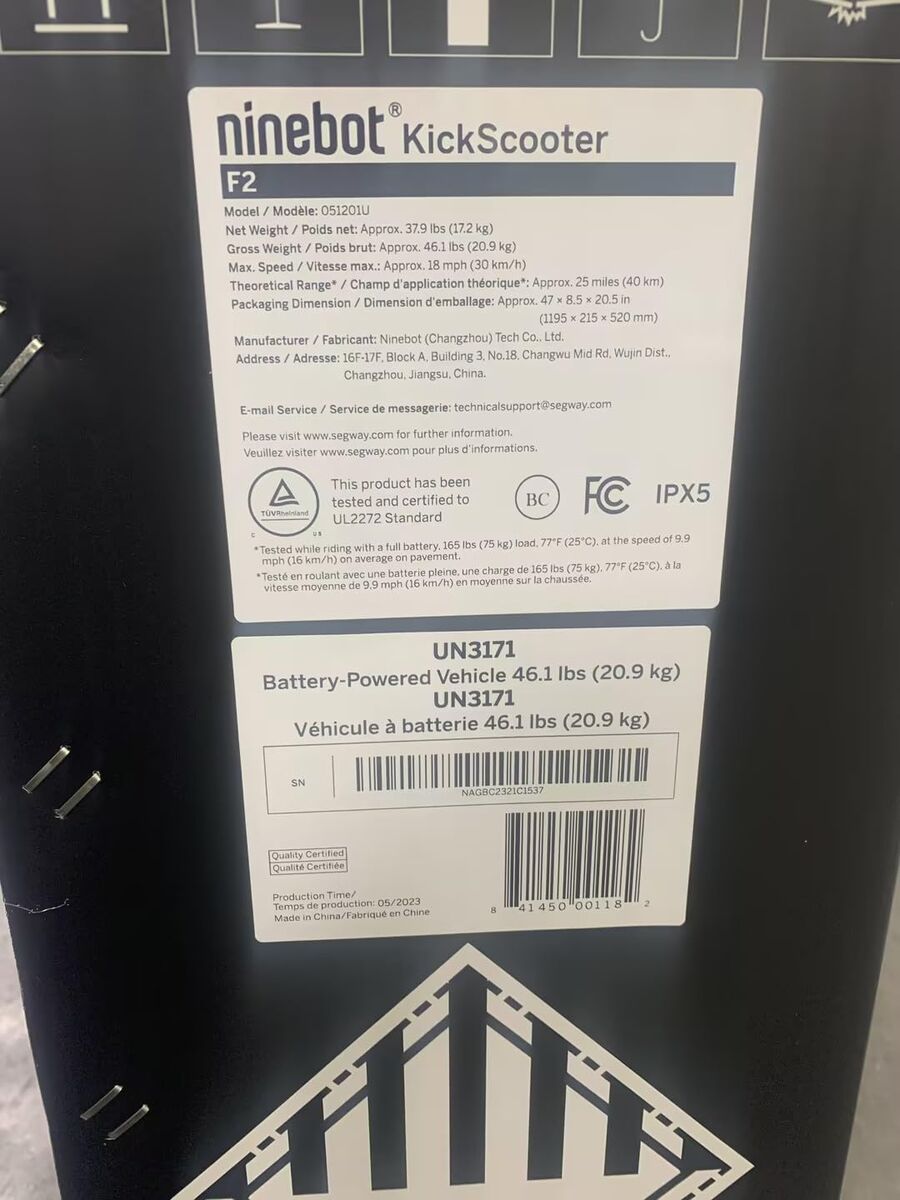 ninebot® KickScooter
F2
Model / Modèle: 051201U
Net Weight / Poids net: Approx. 37.9 lbs (17.2 kg)
Gross Weight / Poids brut: Approx. 46.1 lbs (20.9 kg)
Max. Speed / Vitesse max.: Approx. 18 mph (30 km/h)
Theoretical Range* / Champ d'application théorique*: Approx. 25 miles (40 km)
Packaging Dimension / Dimension d'emballage: Approx. 47 × 8.5 × 20.5 in
(1195 × 215 × 520 mm)
Manufacturer / Fabricant: Ninebot (Changzhou) Tech Co., Ltd.
Address / Adresse: 16F-17F, Block A, Building 3, No.18, Changwu Mid Rd, Wujin Dist.,
Changzhou, Jiangsu, China.
E-mail Service / Service de messagerie: technicalsupport@segway.com
Please visit www.segway.com for further information.
Veuillez visiter www.segway.com pour plus d'informations.
TÜVRheinland
C US
This product has been
tested and certified to
UL2272 Standard
BC
FC
IPX5
*Tested while riding with a full battery, 165 lbs (75 kg) load, 77°F (25°C), at the speed of 9.9
mph (16 km/h) on average on pavement.
*Testé en roulant avec une batterie pleine, une charge de 165 lbs (75 kg), 77°F (25°C), à la
vitesse moyenne de 9.9 mph (16 km/h) en moyenne sur la chaussée.
UN3171
Battery-Powered Vehicle 46.1 lbs (20.9 kg)
UN3171
Véhicule à batterie 46.1 lbs (20.9 kg)
SN
NAGBC2321C1537
Quality Certified
Qualité Certifiée
Production Time/
Temps de production: 05/2023
Made in China/Fabriqué en Chine
8 41450 00118 2